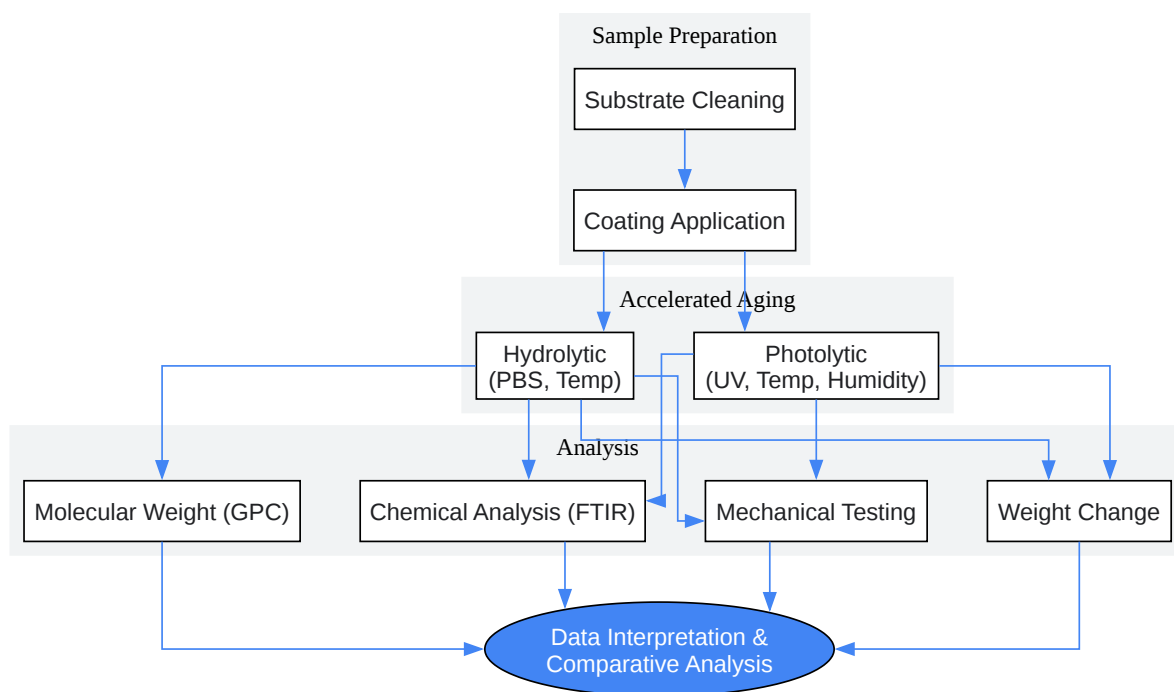 Sample Preparation
Substrate Cleaning
Coating Application
Accelerated Aging
Hydrolytic
(PBS, Temp)
Photolytic
(UV, Temp, Humidity)
Analysis
Molecular Weight (GPC)
Chemical Analysis (FTIR)
Mechanical Testing
Weight Change
Data Interpretation &
Comparative Analysis